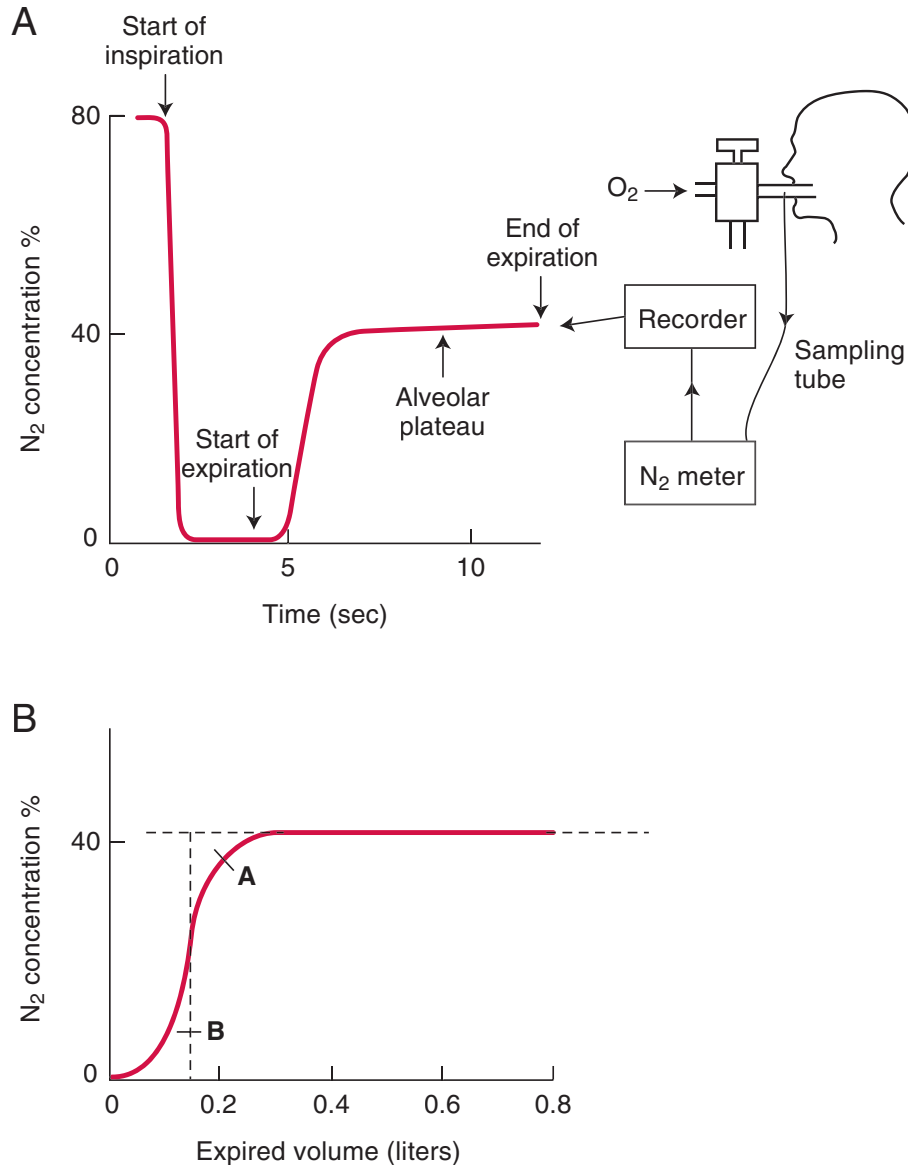 A
Start of
inspiration
80
40
0
N₂ concentration %
Start of
expiration
Alveolar
plateau
End of
expiration
0
5
10
Time (sec)
O₂
Recorder
Sampling
tube
N₂ meter
B
40
0
N₂ concentration %
A
B
0
0.2
0.4
0.6
0.8
Expired volume (liters)